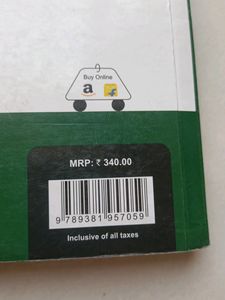 Buy Online
a
MRP: ₹ 340.00
9 789381 957059
Inclusive of all taxes